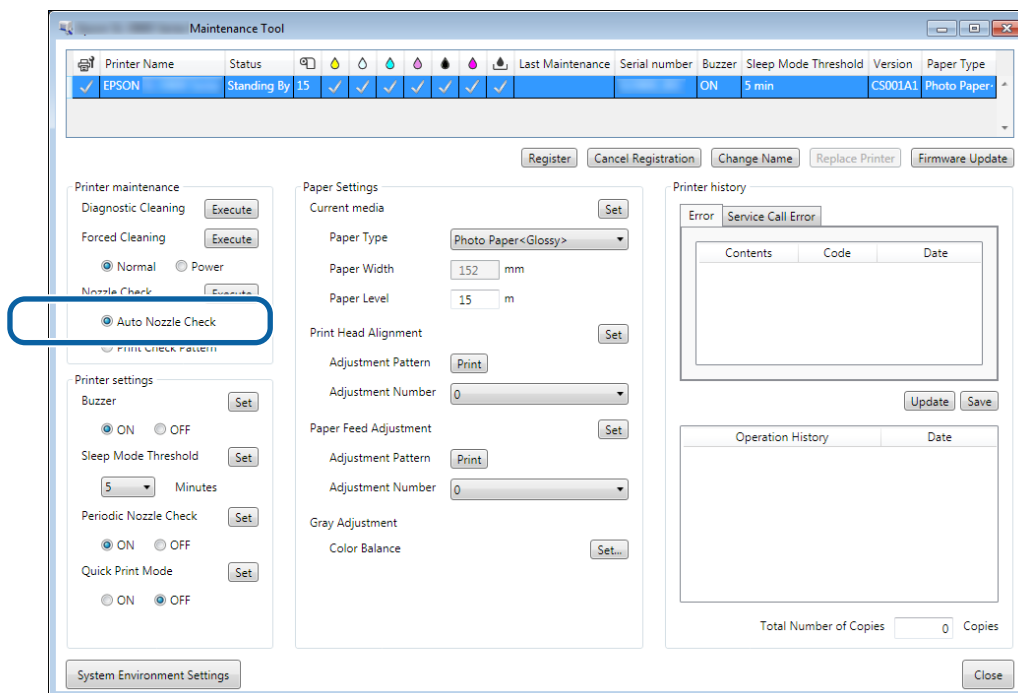 Maintenance Tool
Printer Name Status Last Maintenance Serial number Buzzer Sleep Mode Threshold Version Paper Type
EPSON Standing By 15 ON 5 min CS001A1 Photo Paper
Register Cancel Registration Change Name Replace Printer Firmware Update
Printer maintenance
Diagnostic Cleaning Execute
Forced Cleaning Execute
Normal Power
Nozzle Check Execute
Auto Nozzle Check
Print Check Pattern
Printer settings
Buzzer Set
ON OFF
Sleep Mode Threshold Set
5 Minutes
Periodic Nozzle Check Set
ON OFF
Quick Print Mode Set
ON OFF
Paper Settings
Current media Set
Paper Type Photo Paper<Glossy>
Paper Width 152 mm
Paper Level 15 m
Print Head Alignment Set
Adjustment Pattern Print
Adjustment Number 0
Paper Feed Adjustment Set
Adjustment Pattern Print
Adjustment Number 0
Gray Adjustment
Color Balance Set...
Printer history
Error Service Call Error
Contents Code Date
Update Save
Operation History Date
Total Number of Copies 0 Copies
System Environment Settings Close